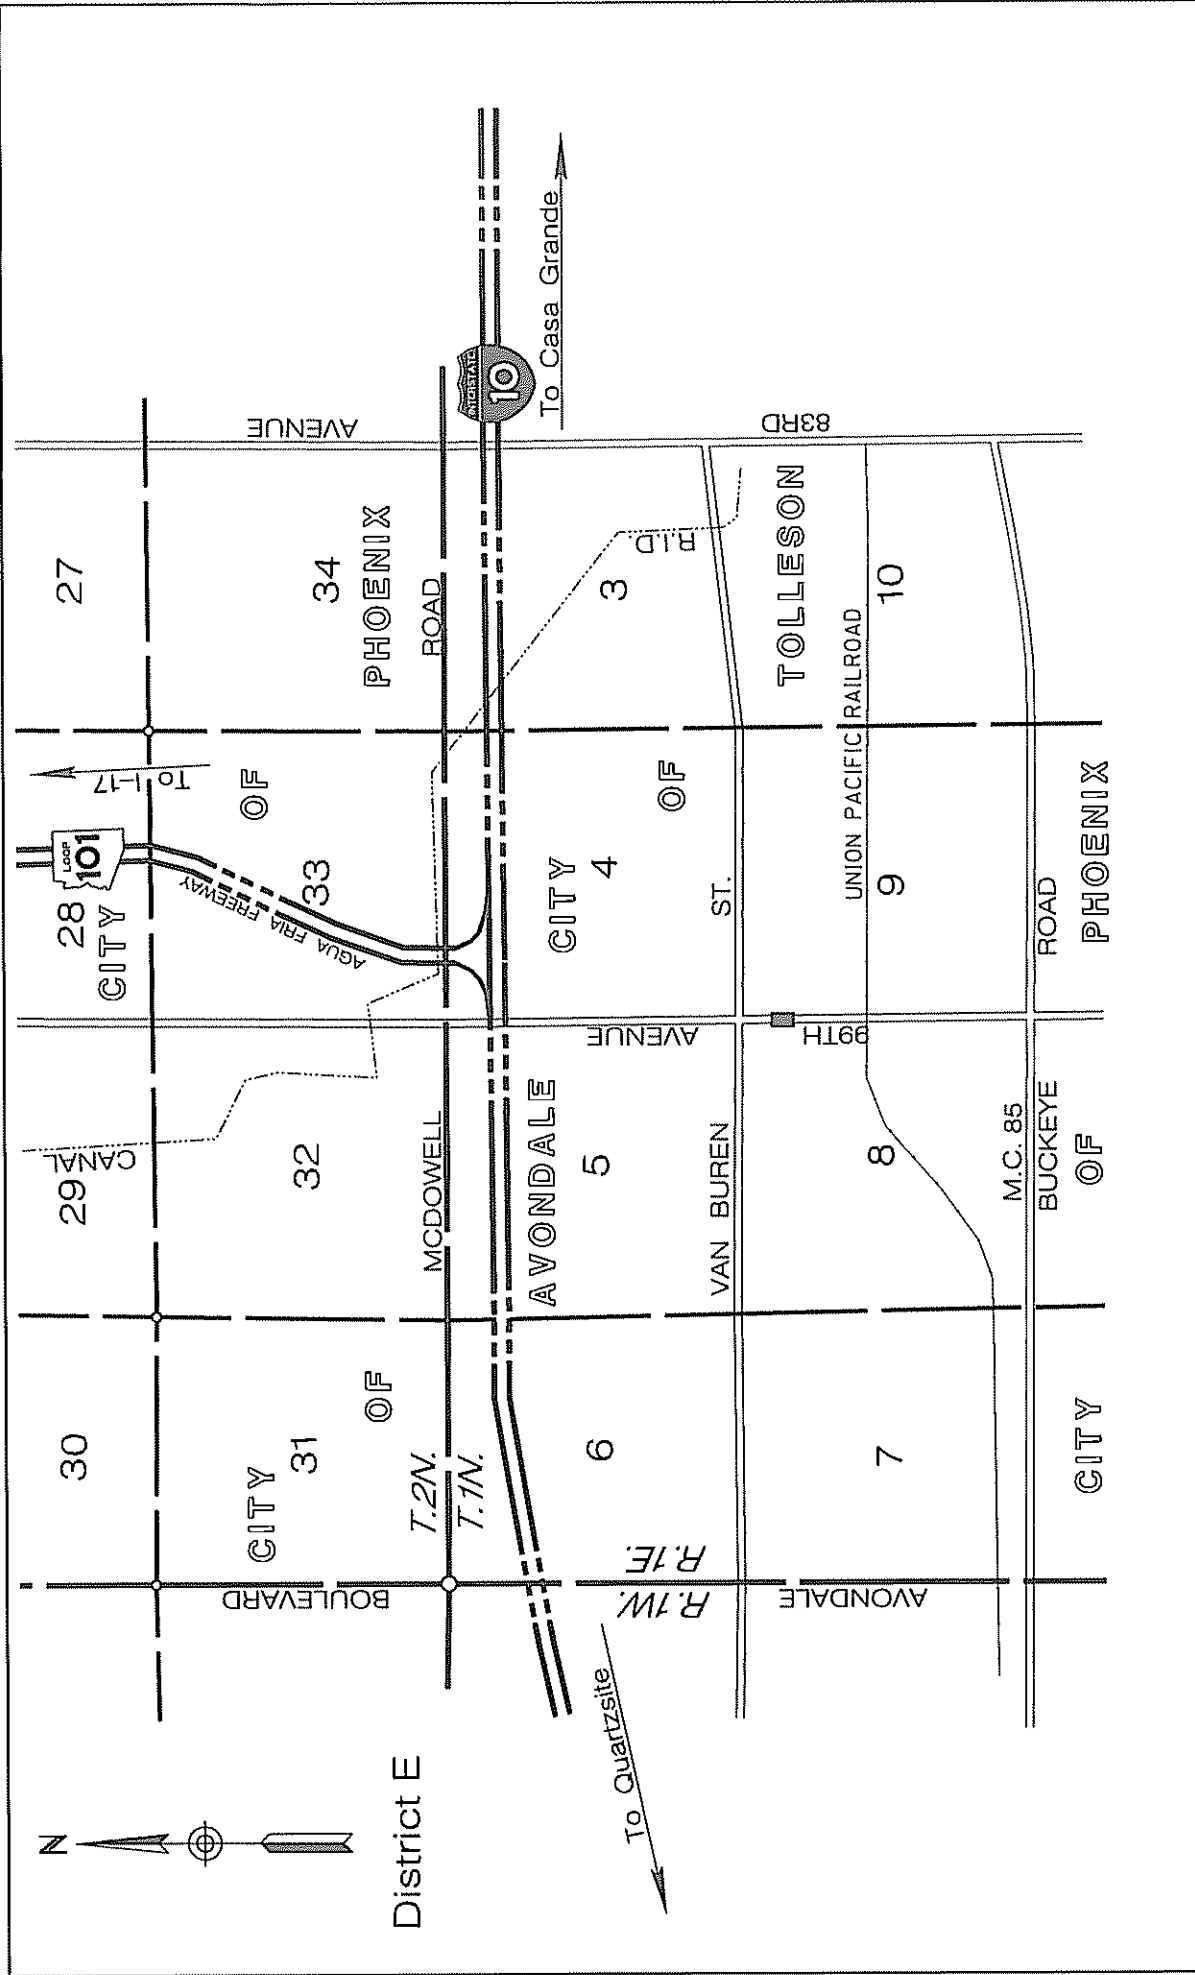 N
District E
To Quartzsite
To Casa Grande
To I-17
LOOP
101
INTERSTATE
10
AGUA FRIA FREEWAY
30
29
28
27
31
32
33
34
CITY
OF
AVONDALE
CITY
OF
PHOENIX
CANAL
R.I.D.
BOULEVARD
AVONDALE
AVENUE
99TH
AVENUE
83RD
MCDOWELL
ROAD
T.2N.
T.1N.
R.1W.
R.1E.
6
5
4
3
CITY
OF
TOLLESON
VAN BUREN
ST.
UNION PACIFIC RAILROAD
7
8
9
10
M.C. 85
BUCKEYE
ROAD
CITY
OF
PHOENIX